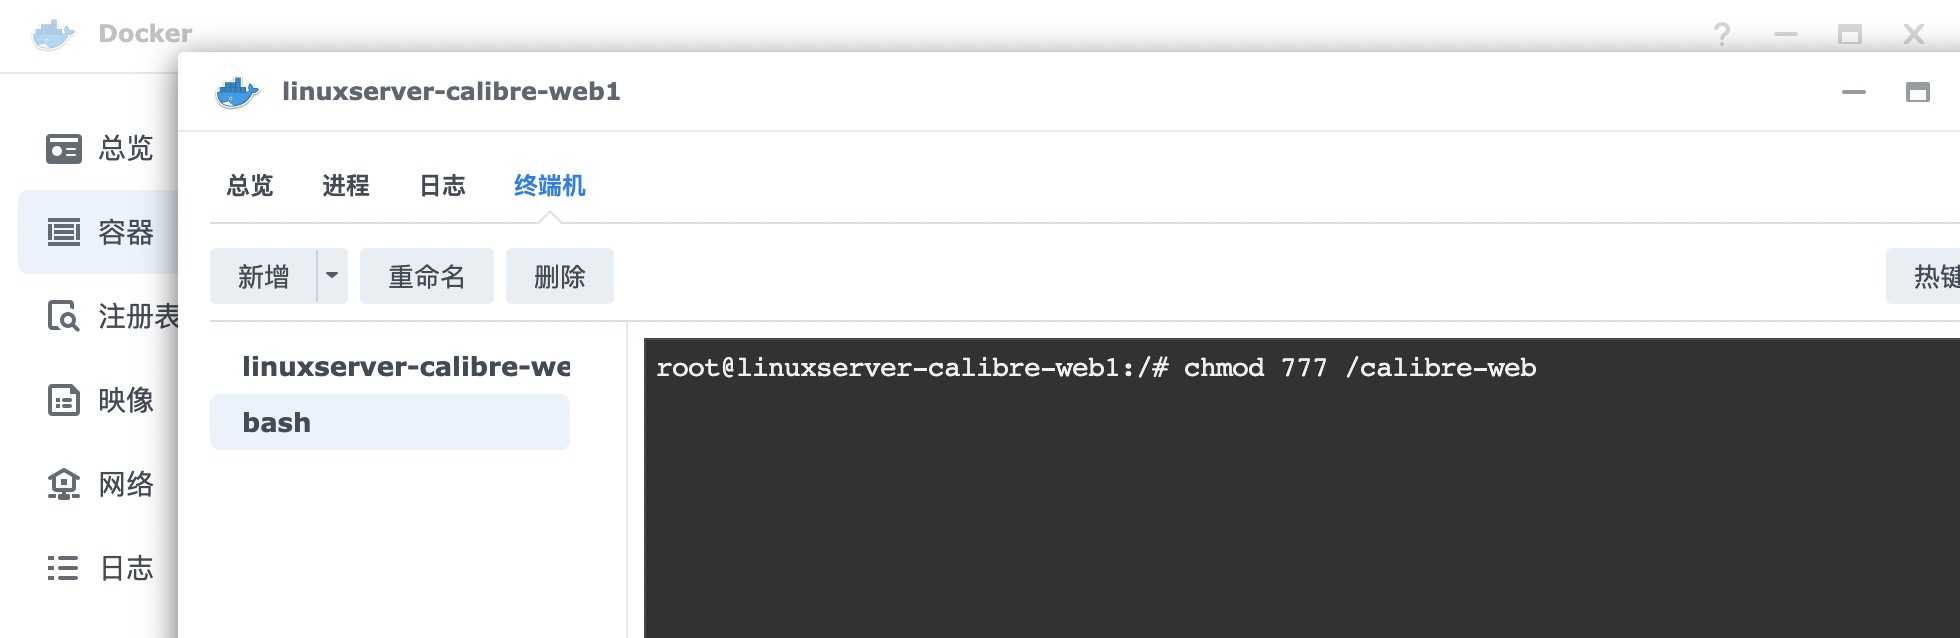 Docker
linuxserver-calibre-web1
总览
容器
注册表
映像
网络
日志
总览 进程 日志 终端机
新增 重命名 删除 热键
linuxserver-calibre-we
bash
root@linuxserver-calibre-web1:/# chmod 777 /calibre-web